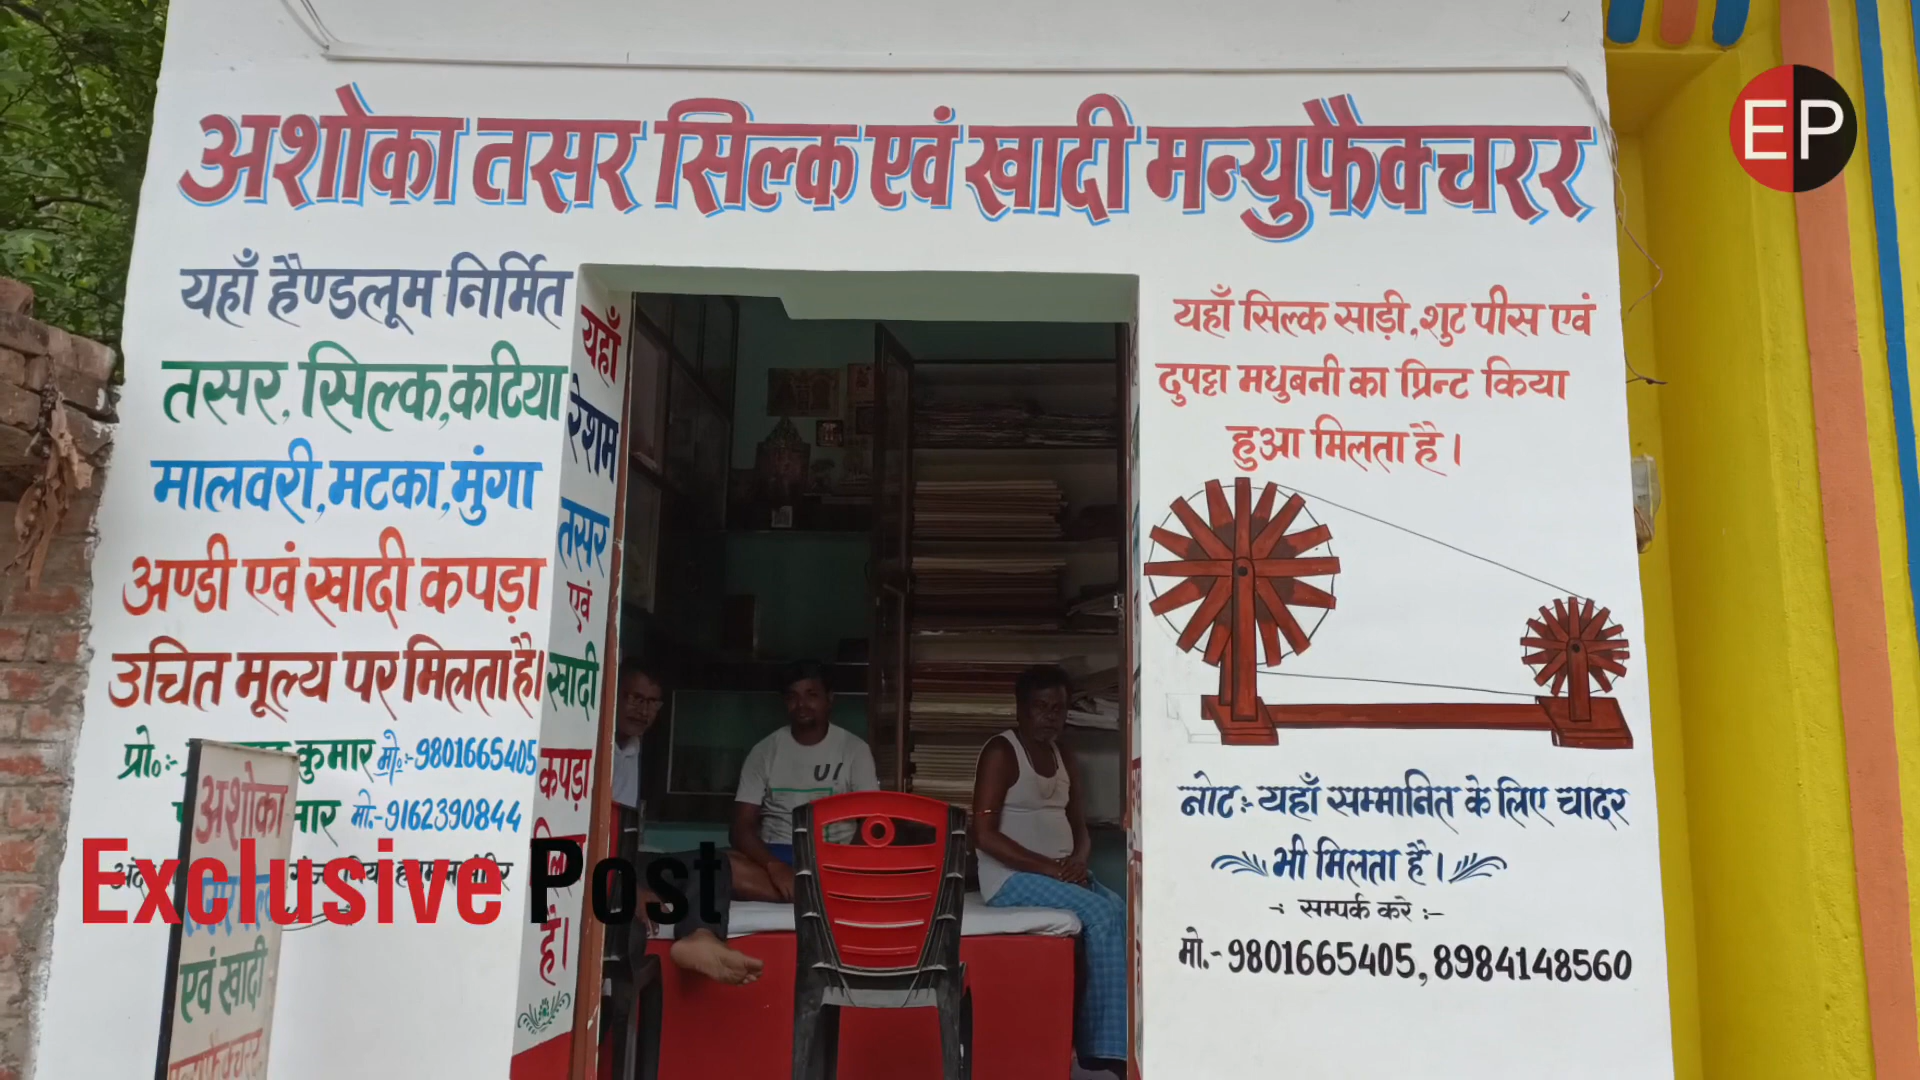 अशोका तसर सिल्क एवं खादी मन्युफैक्चरर
यहाँ हैण्डलूम निर्मित
तसर, सिल्क, कटिया
मालवरी, मटका, मुंगा
अण्डी एवं खादी कपड़ा
उचित मूल्य पर मिलता है।
प्रो०:- कुमार मो०:-9801665405
मो.-9162390844
यहाँ
रेशम
तसर
एवं
खादी
कपड़ा
है।
यहाँ सिल्क साड़ी, शुट पीस एवं
दुपट्टा मधुबनी का प्रिन्ट किया
हुआ मिलता है।
नोट:- यहाँ सम्मानित के लिए चादर
भी मिलता है।
सम्पर्क करे :-
मो.-9801665405, 8984148560
अशोका
एवं खादी
Exclusive Post
EP